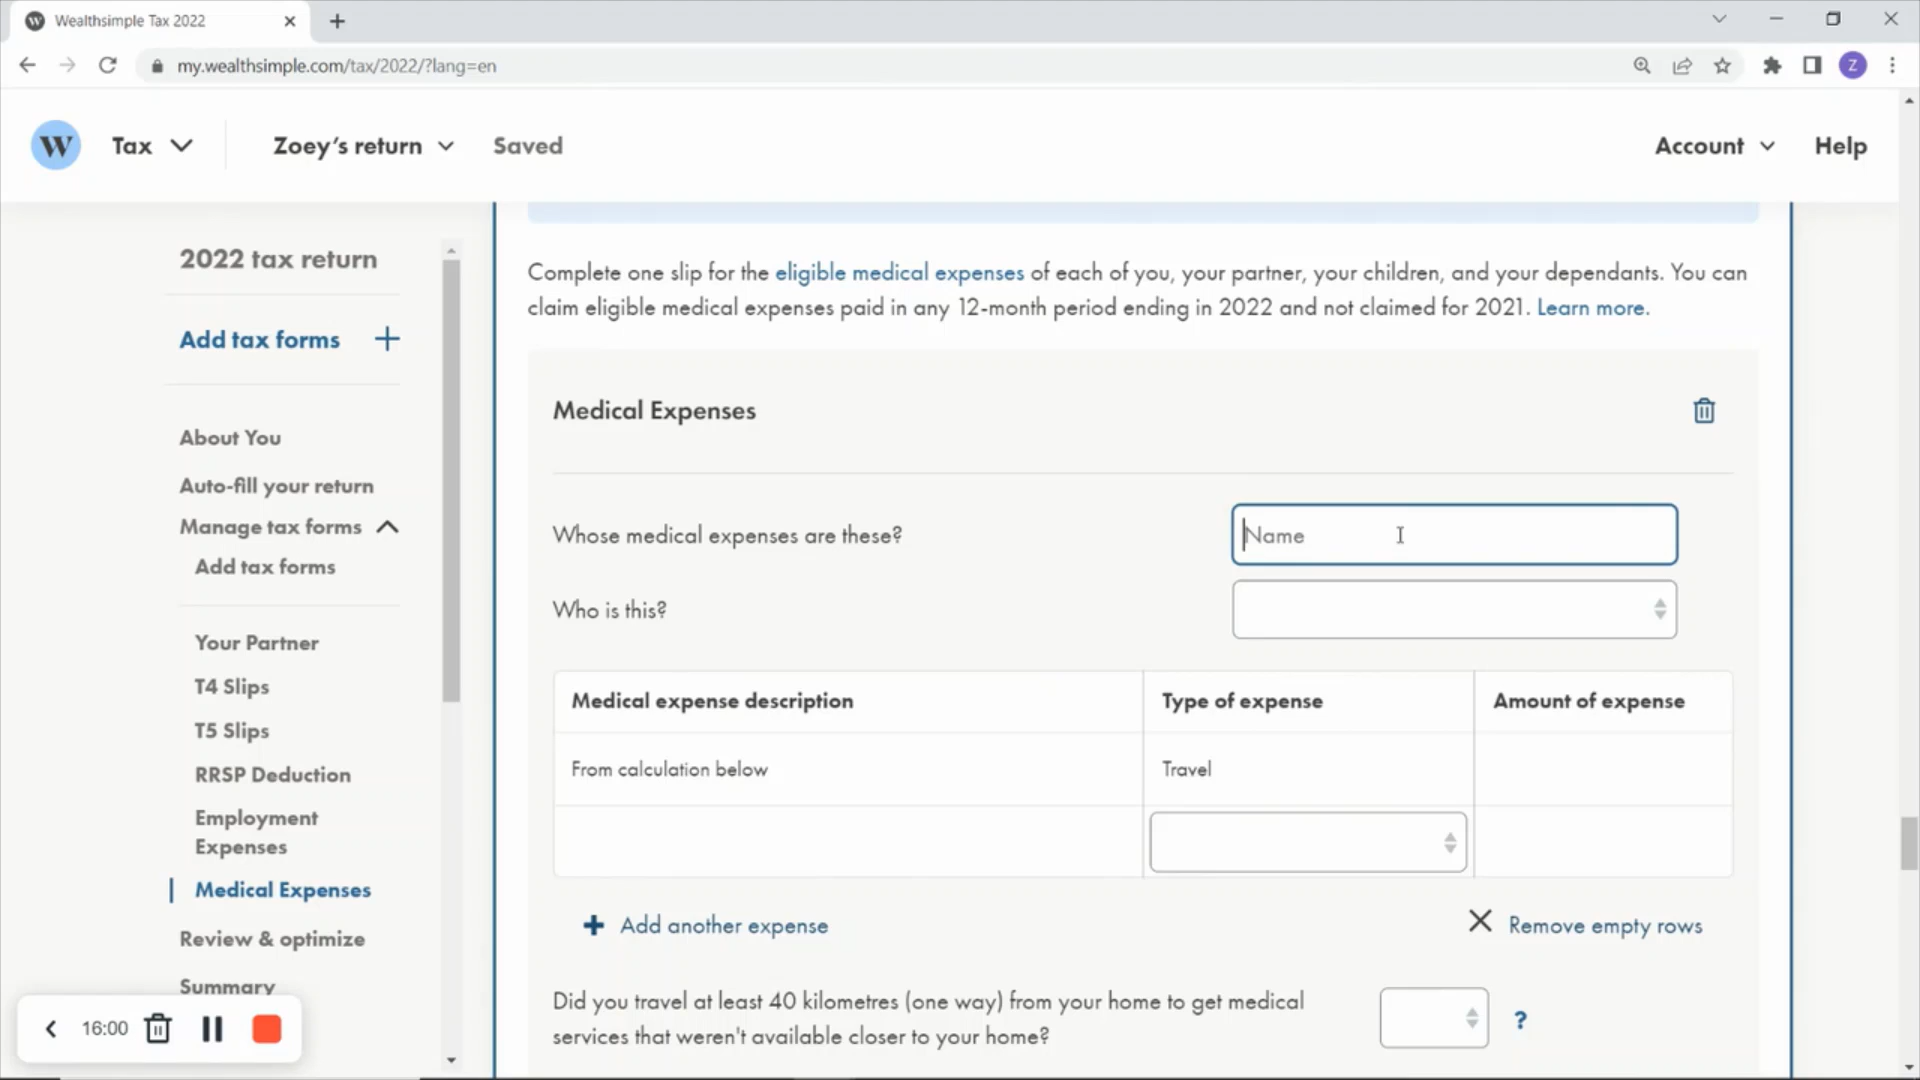 Wealthsimple Tax 2022
my.wealthsimple.com/tax/2022/?lang=en
Z
W
Tax
Zoey's return
Saved
Account
Help
2022 tax return
Add tax forms
About You
Auto-fill your return
Manage tax forms
Add tax forms
Your Partner
T4 Slips
T5 Slips
RRSP Deduction
Employment
Expenses
Medical Expenses
Review & optimize
Summary
16:00
Complete one slip for the eligible medical expenses of each of you, your partner, your children, and your dependants. You can
claim eligible medical expenses paid in any 12-month period ending in 2022 and not claimed for 2021. Learn more.
Medical Expenses
Whose medical expenses are these?
Name
Who is this?
Medical expense description
Type of expense
Amount of expense
From calculation below
Travel
Add another expense
Remove empty rows
Did you travel at least 40 kilometres (one way) from your home to get medical
services that weren't available closer to your home?
?